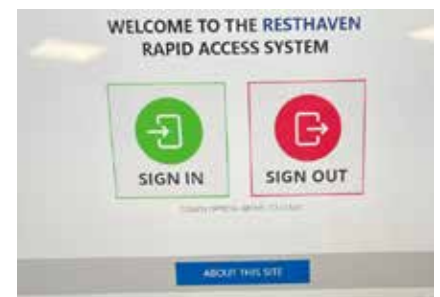 WELCOME TO THE RESTHAVEN
RAPID ACCESS SYSTEM
SIGN IN
SIGN OUT
ABOUT THIS SITE